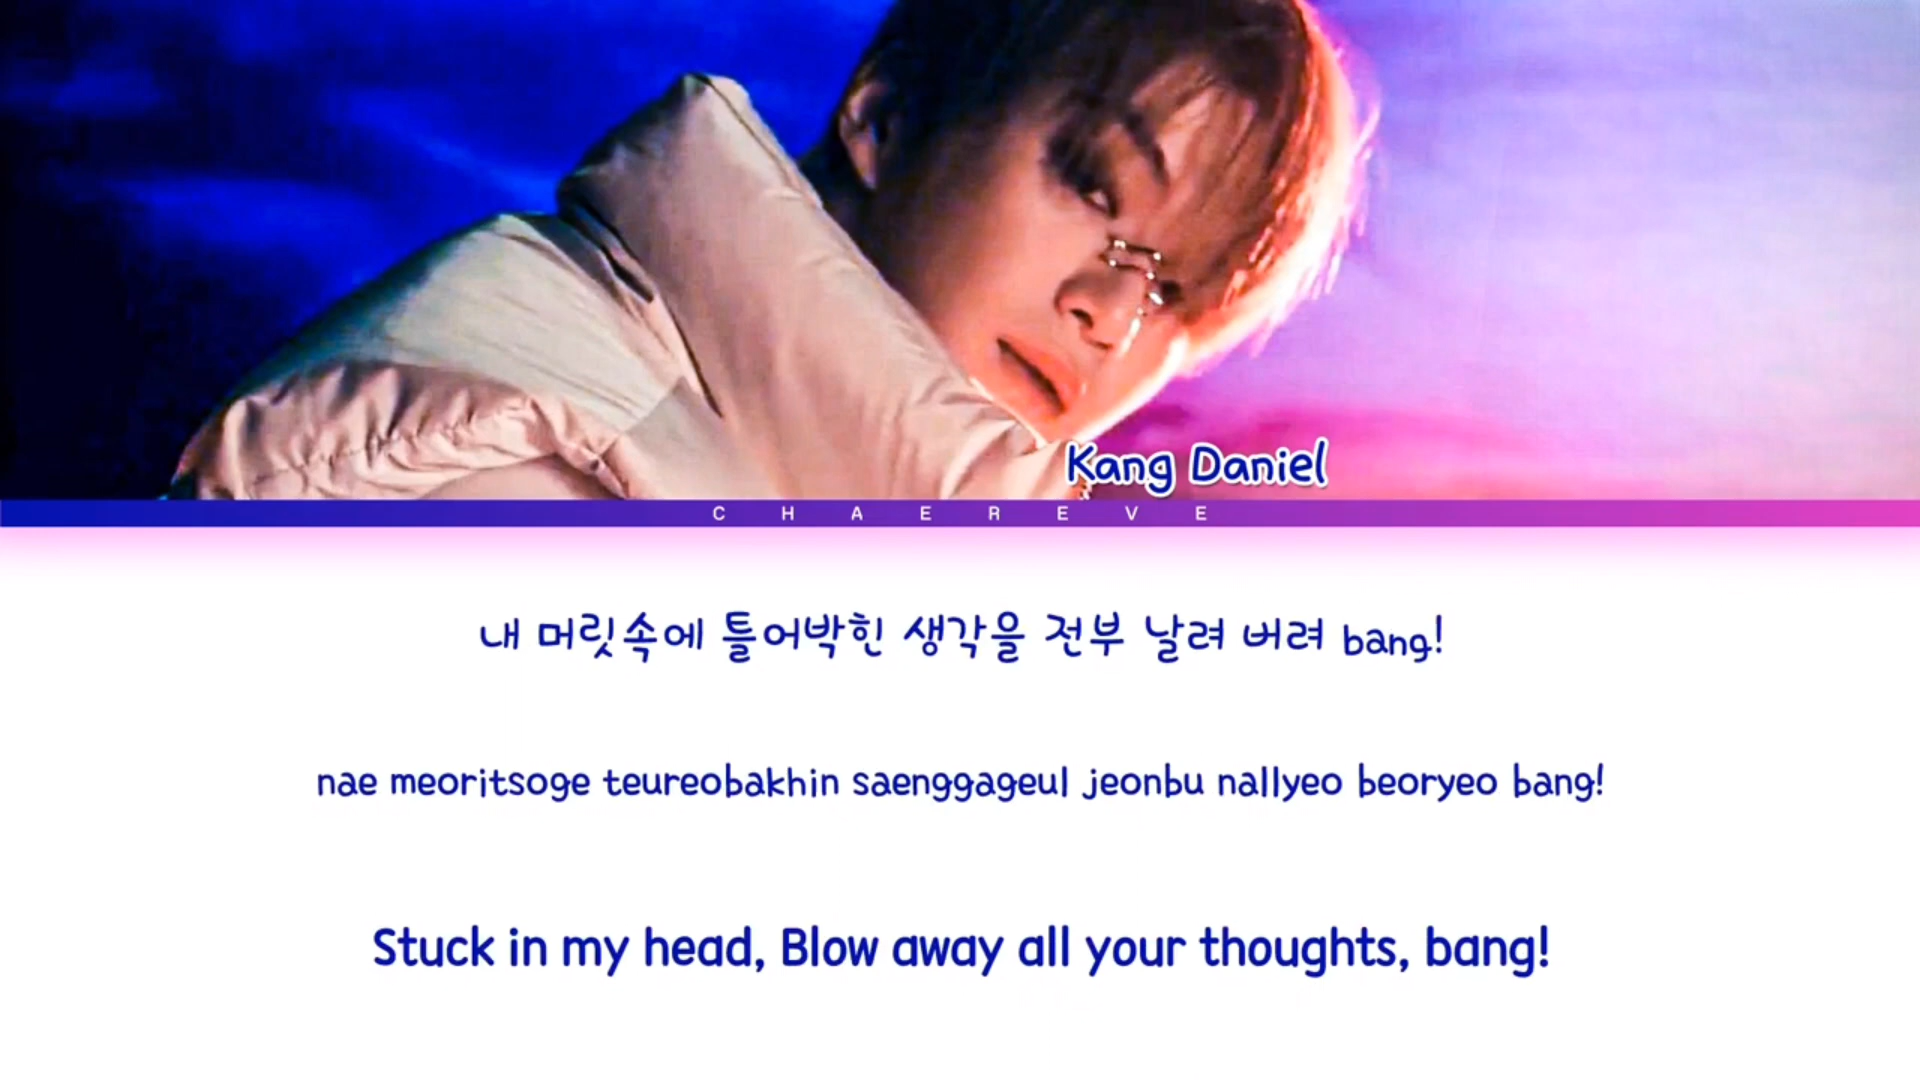 Kang Daniel
CHAEREVE
내 머릿속에 틀어박힌 생각을 전부 날려 버려 bang!
nae meoritsoge teureobakhin saenggageul jeonbu nallyeo beoryeo bang!
Stuck in my head, Blow away all your thoughts, bang!